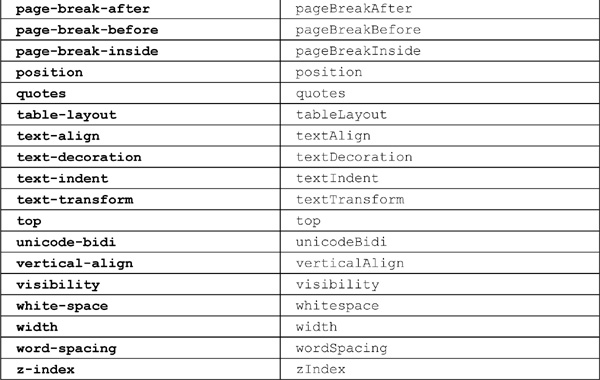 page-break-after pageBreakAfter
page-break-before pageBreakBefore
page-break-inside pageBreakInside
position position
quotes quotes
table-layout tableLayout
text-align textAlign
text-decoration textDecoration
text-indent textIndent
text-transform textTransform
top top
unicode-bidi unicodeBidi
vertical-align verticalAlign
visibility visibility
white-space whitespace
width width
word-spacing wordSpacing
z-index zIndex